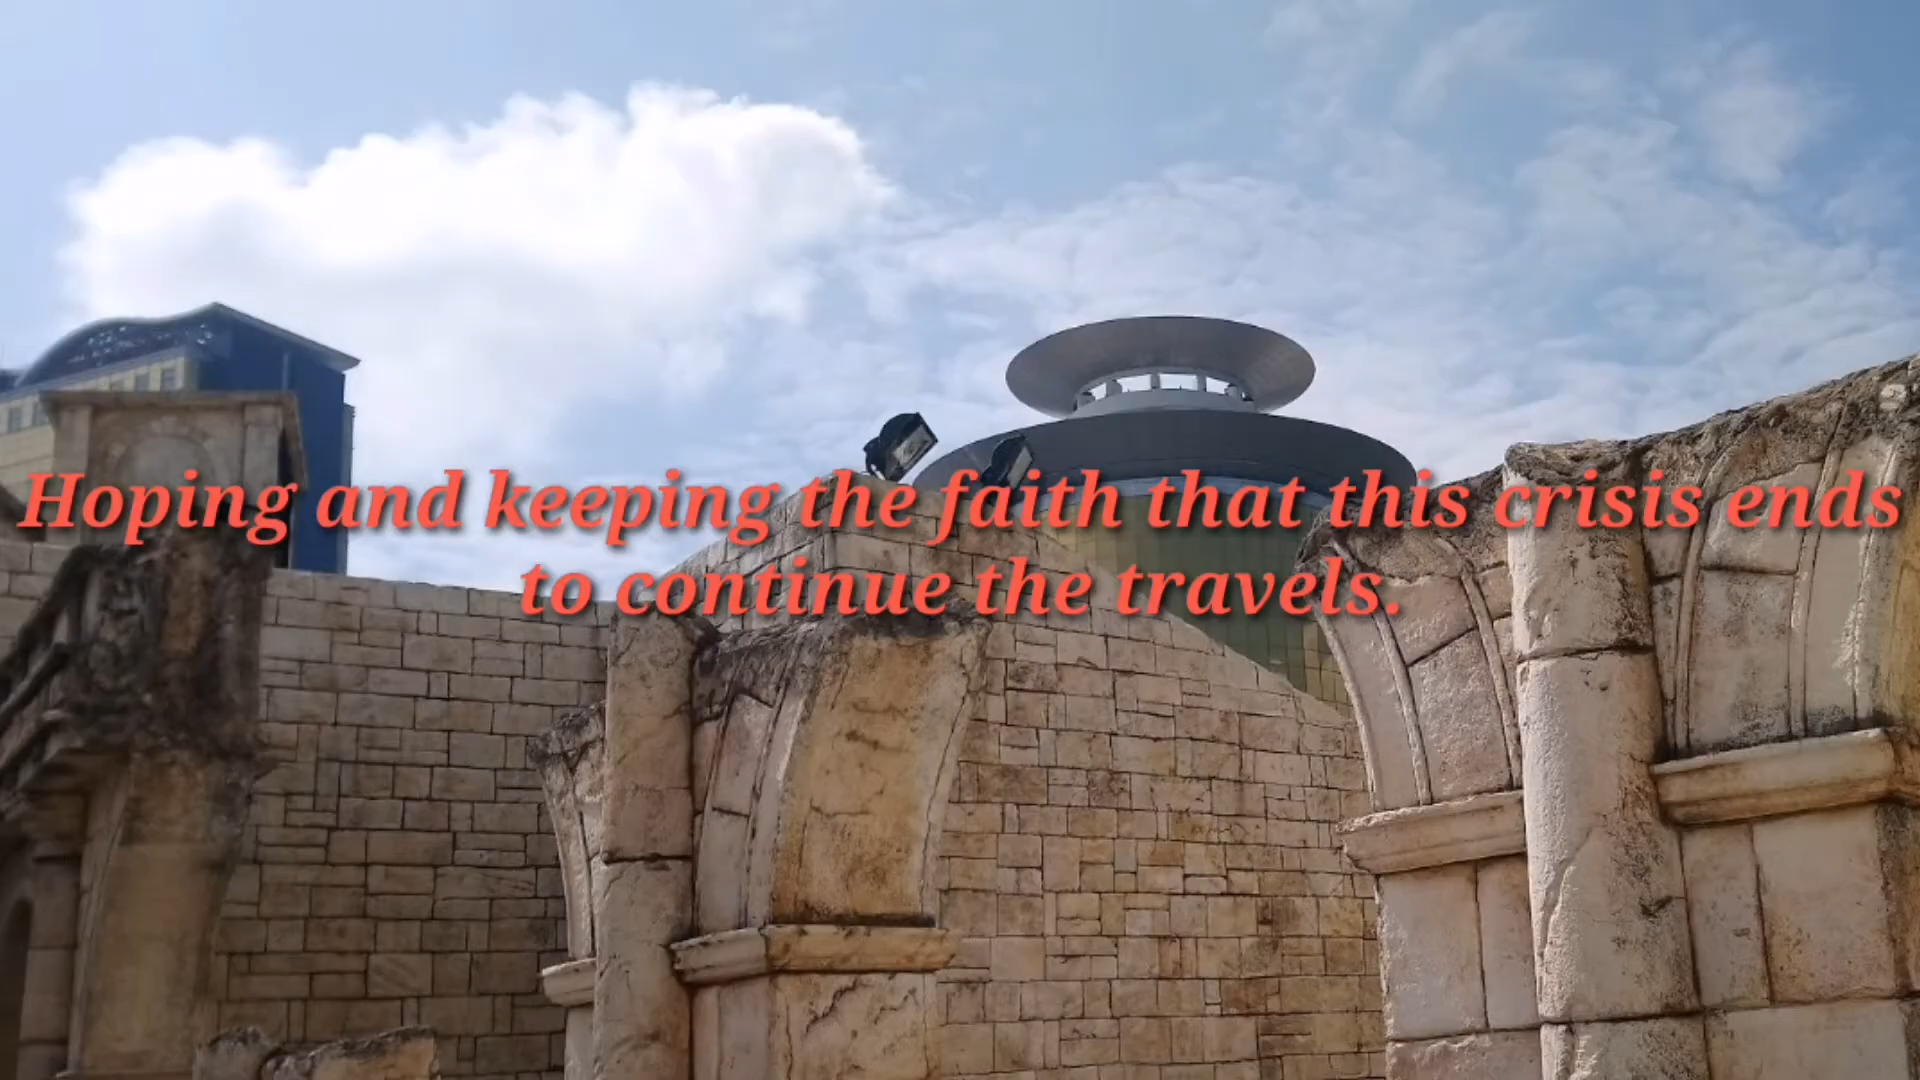 Hoping and keeping the faith that this crisis ends
to continue the travels.